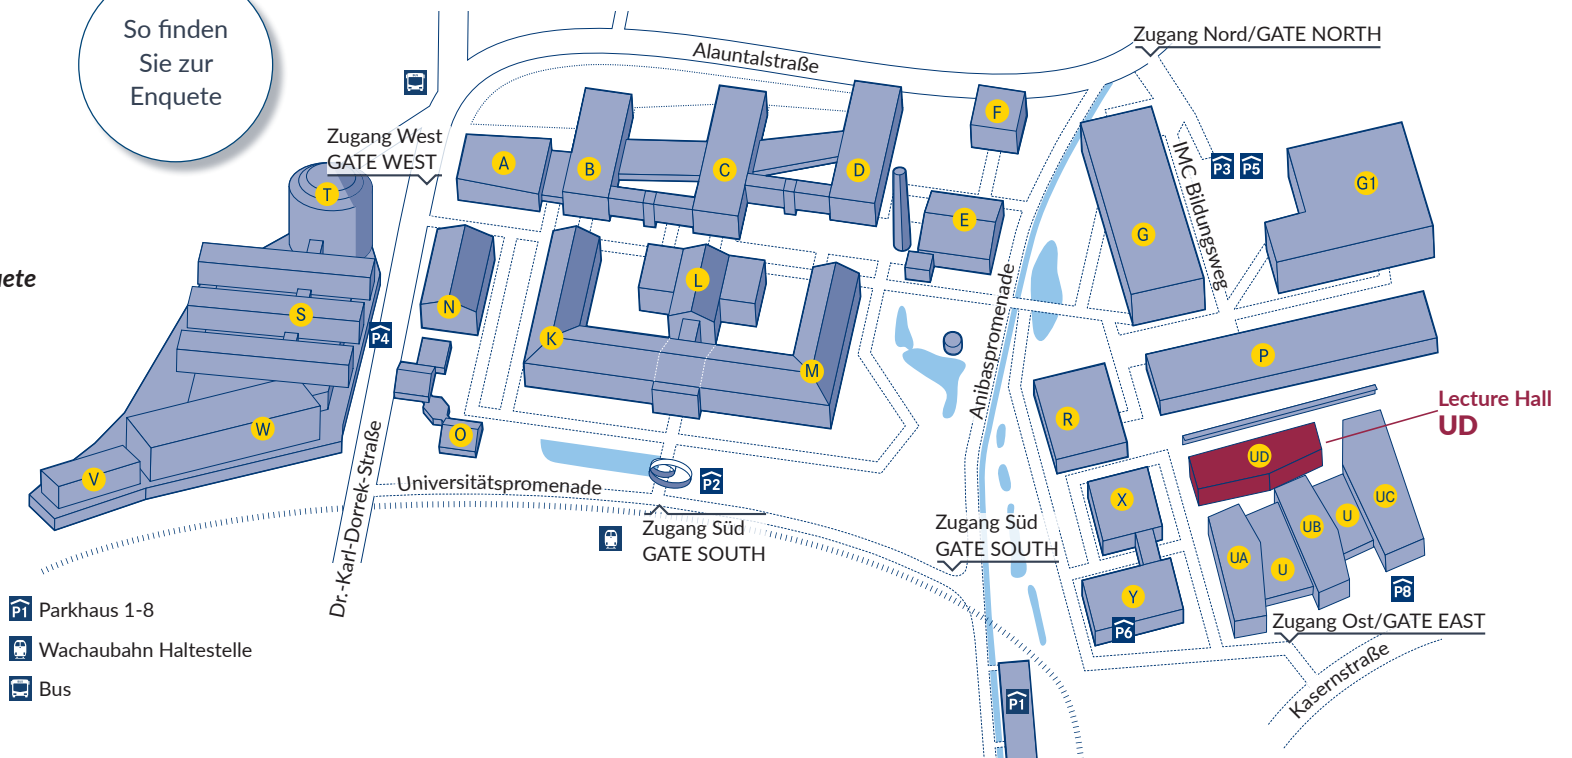 So finden
Sie zur
Enquete
Zugang Nord/GATE NORTH
Alauntalstraße
Zugang West
GATE WEST
A
B
C
D
F
P3
P5
IMC Bildungsweg
G1
T
E
G
L
N
S
K
M
P4
Anibaspromenade
P
R
Lecture Hall
UD
UD
O
W
V
Dr.-Karl-Dorrek-Straße
Universitätspromenade
P2
X
UC
UB
U
UA
U
Zugang Süd
GATE SOUTH
Zugang Süd
GATE SOUTH
Y
P6
P8
Zugang Ost/GATE EAST
Kasernstraße
P1
P1 Parkhaus 1-8
Wachaubahn Haltestelle
Bus